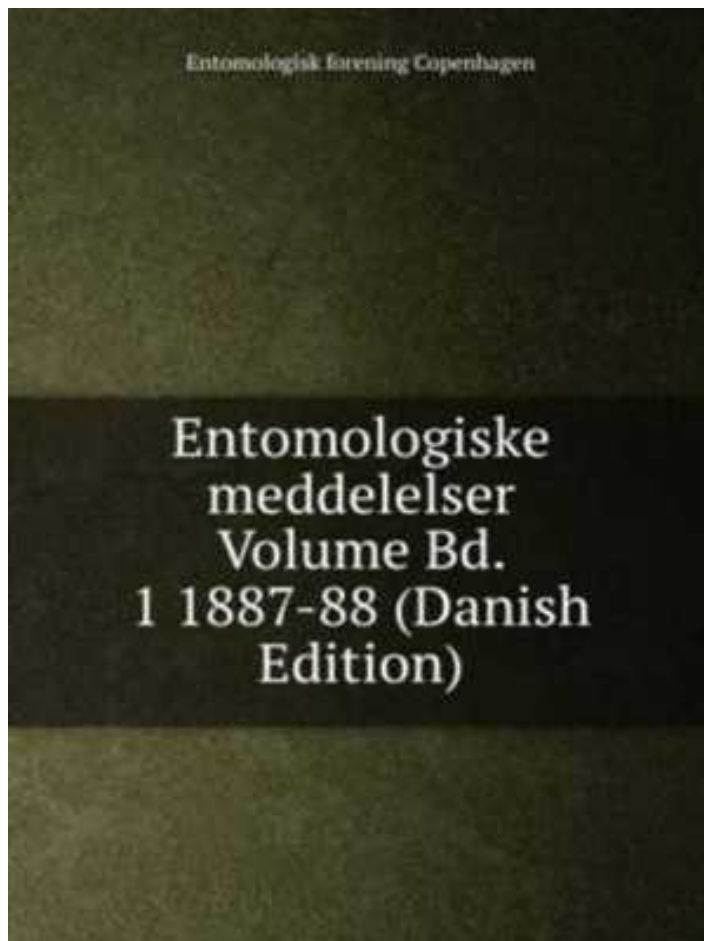 Entomologisk forening Copenhagen
Entomologiske
meddelelser
Volume Bd.
1 1887-88 (Danish
Edition)